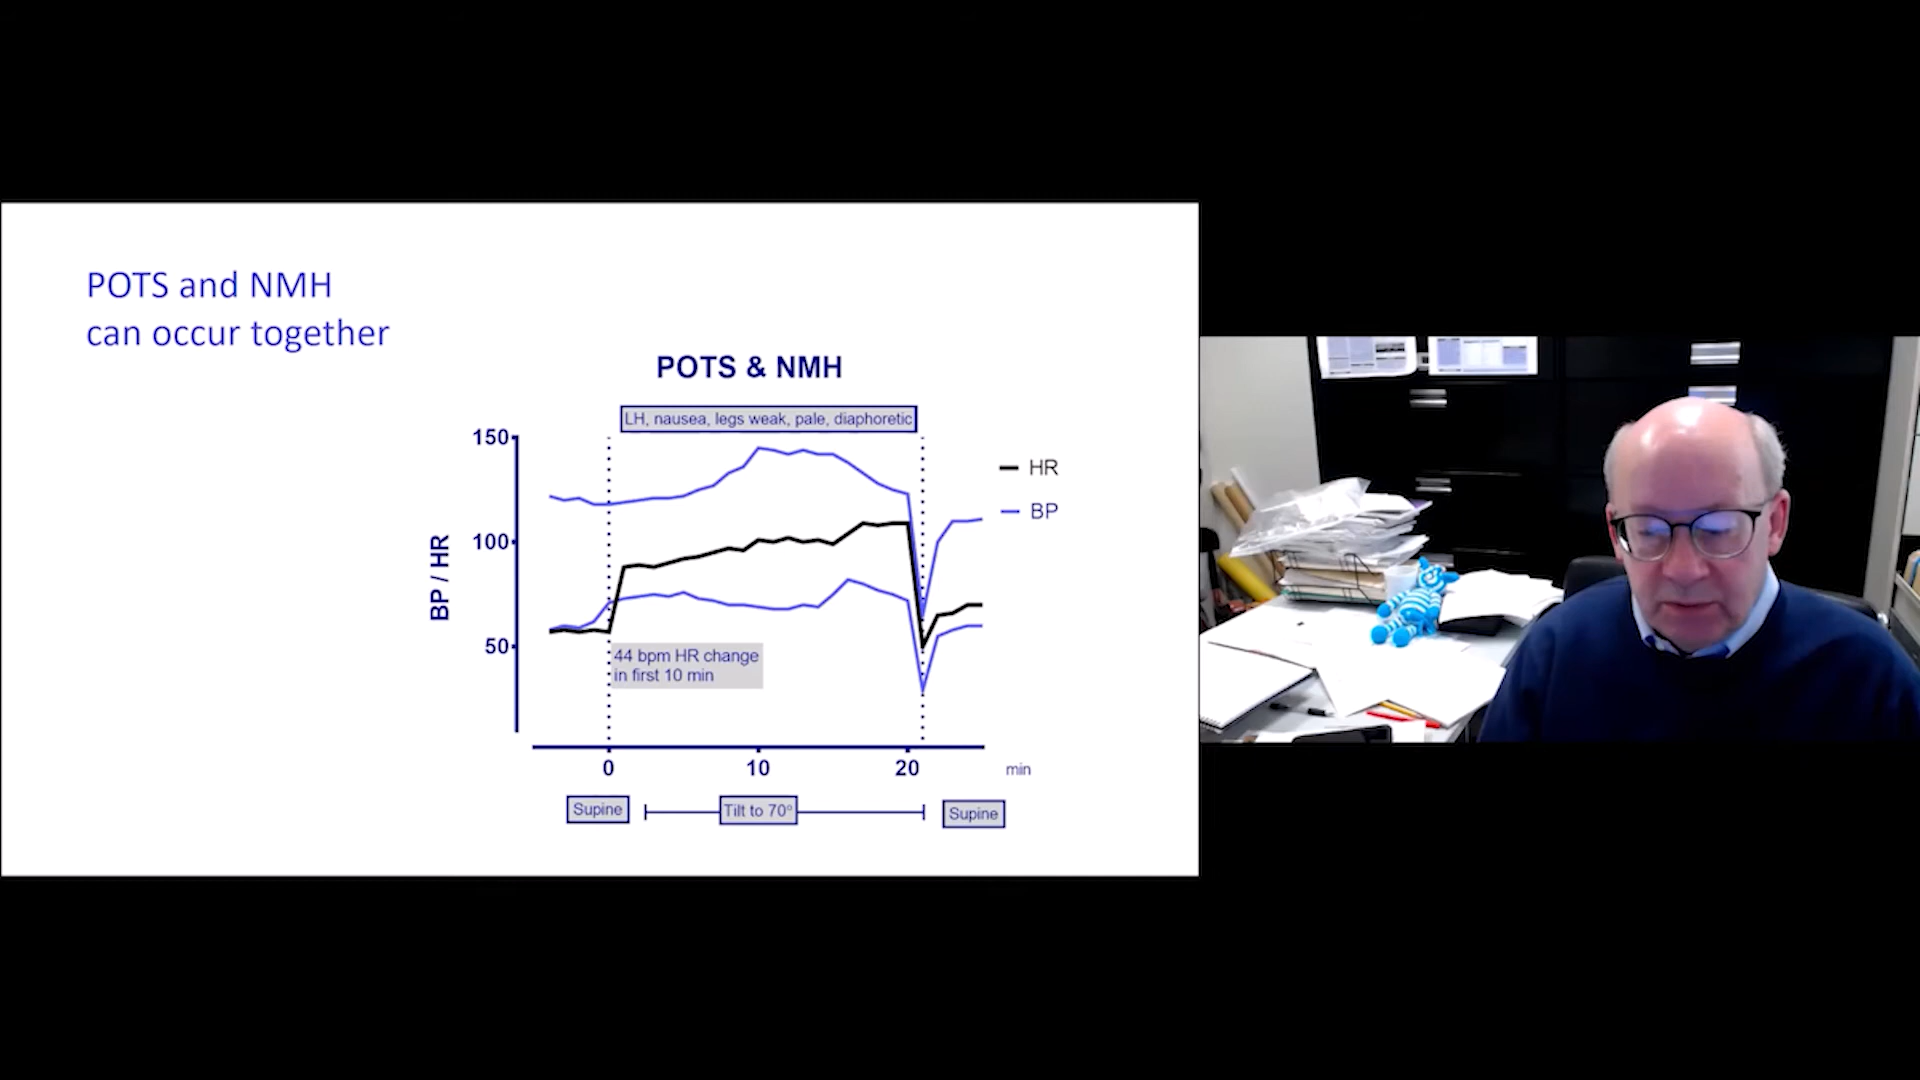 POTS and NMH
can occur together
POTS & NMH
LH, nausea, legs weak, pale, diaphoretic
150
100
50
BP / HR
HR
BP
44 bpm HR change
in first 10 min
0
10
20
min
Supine
Tilt to 70°
Supine